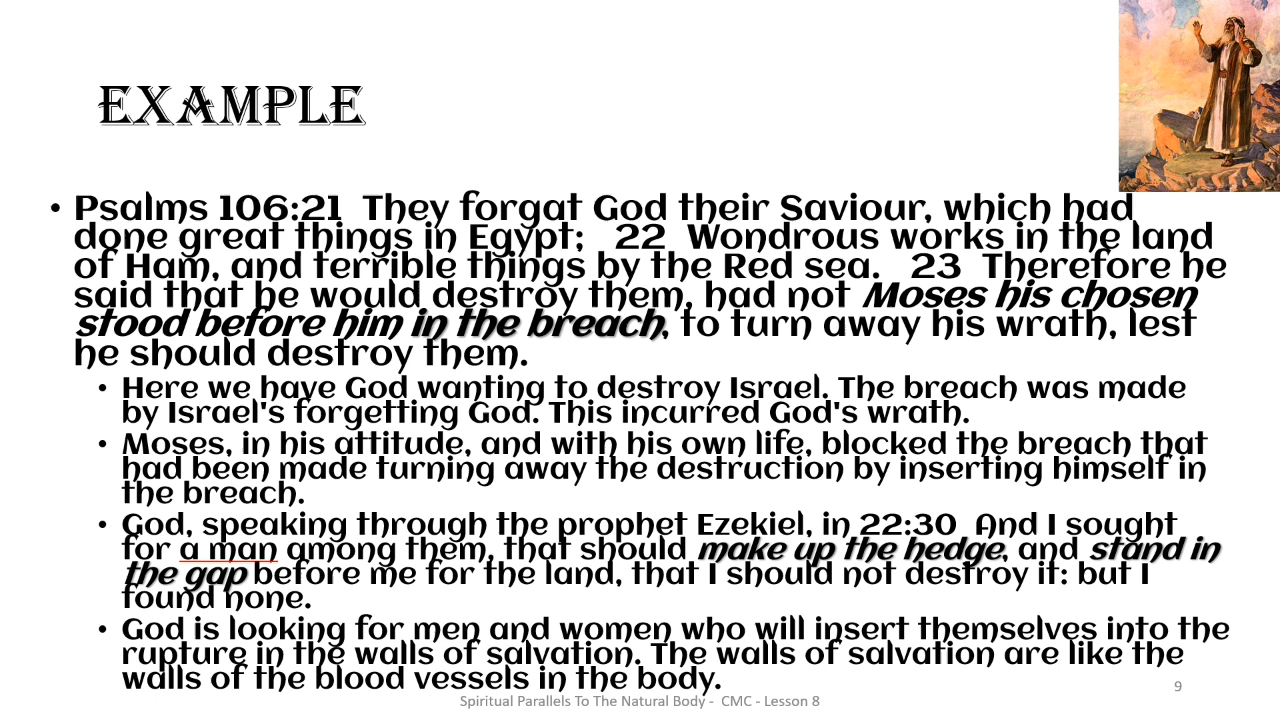 EXAMPLE
• Psalms 106:21  They forgat God their Saviour, which had
done great things in Egypt;   22  Wondrous works in the land
of Ham, and terrible things by the Red sea.   23  Therefore he
said that he would destroy them, had not Moses his chosen
stood before him in the breach, to turn away his wrath, lest
he should destroy them.
• Here we have God wanting to destroy Israel. The breach was made
by Israel's forgetting God. This incurred God's wrath.
• Moses, in his attitude, and with his own life, blocked the breach that
had been made turning away the destruction by inserting himself in
the breach.
• God, speaking through the prophet Ezekiel, in 22:30  And I sought
for a man among them, that should make up the hedge, and stand in
the gap before me for the land, that I should not destroy it: but I
found none.
• God is looking for men and women who will insert themselves into the
rupture in the walls of salvation. The walls of salvation are like the
walls of the blood vessels in the body.
Spiritual Parallels To The Natural Body -  CMC - Lesson 8
9